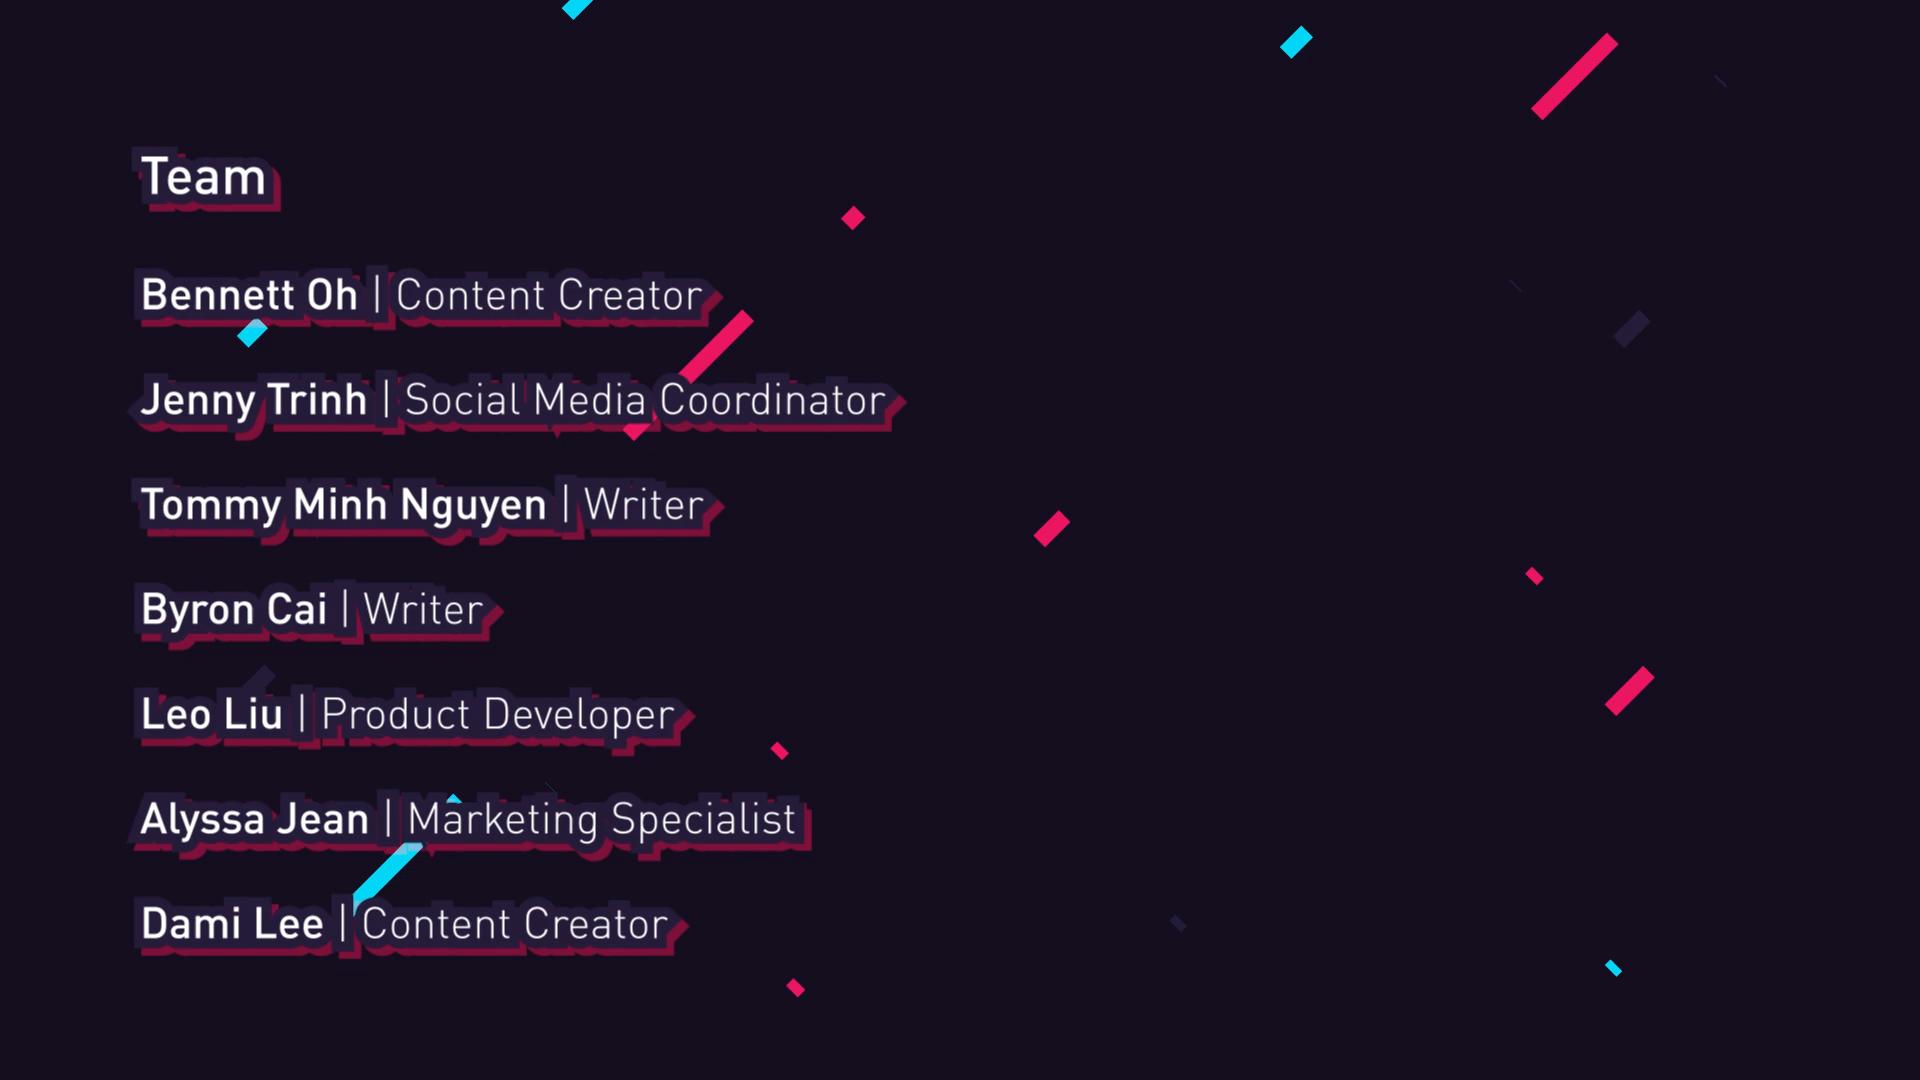 Team
Bennett Oh | Content Creator
Jenny Trinh | Social Media Coordinator
Tommy Minh Nguyen | Writer
Byron Cai | Writer
Leo Liu | Product Developer
Alyssa Jean | Marketing Specialist
Dami Lee | Content Creator